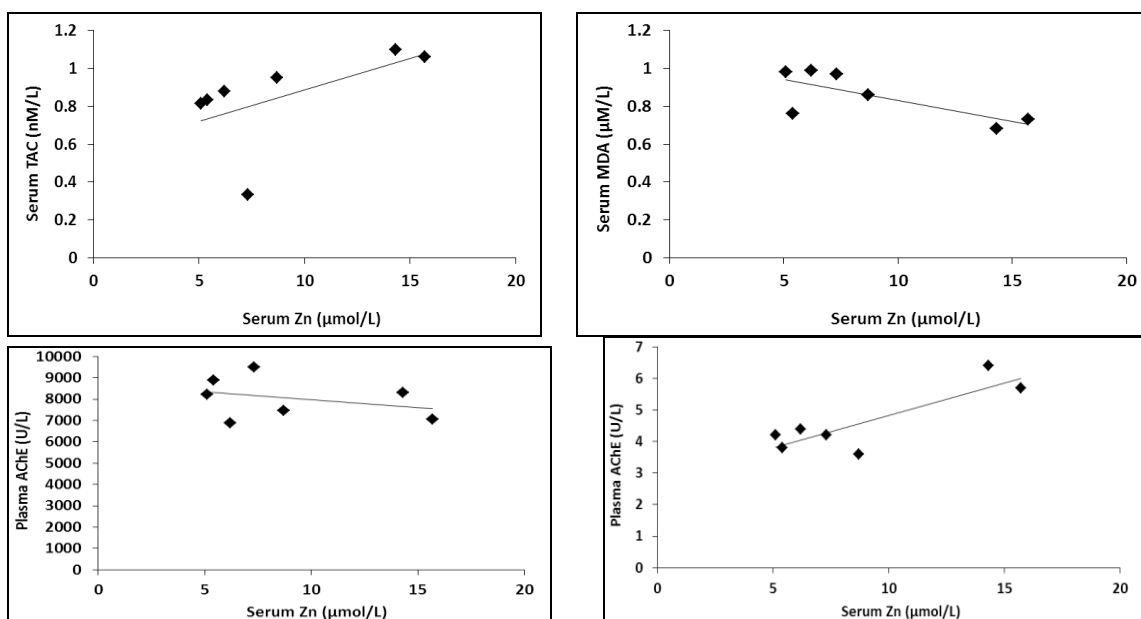 Serum TAC (nM/L)
1.2
1
0.8
0.6
0.4
0.2
0
0 5 10 15 20
Serum Zn (µmol/L)
Serum MDA (µM/L)
1.2
1
0.8
0.6
0.4
0.2
0
0 5 10 15 20
Serum Zn (µmol/L)
Plasma AChE (U/L)
10000
9000
8000
7000
6000
5000
4000
3000
2000
1000
0
0 5 10 15 20
Serum Zn (µmol/L)
Plasma AChE (U/L)
7
6
5
4
3
2
1
0
0 5 10 15 20
Serum Zn (µmol/L)